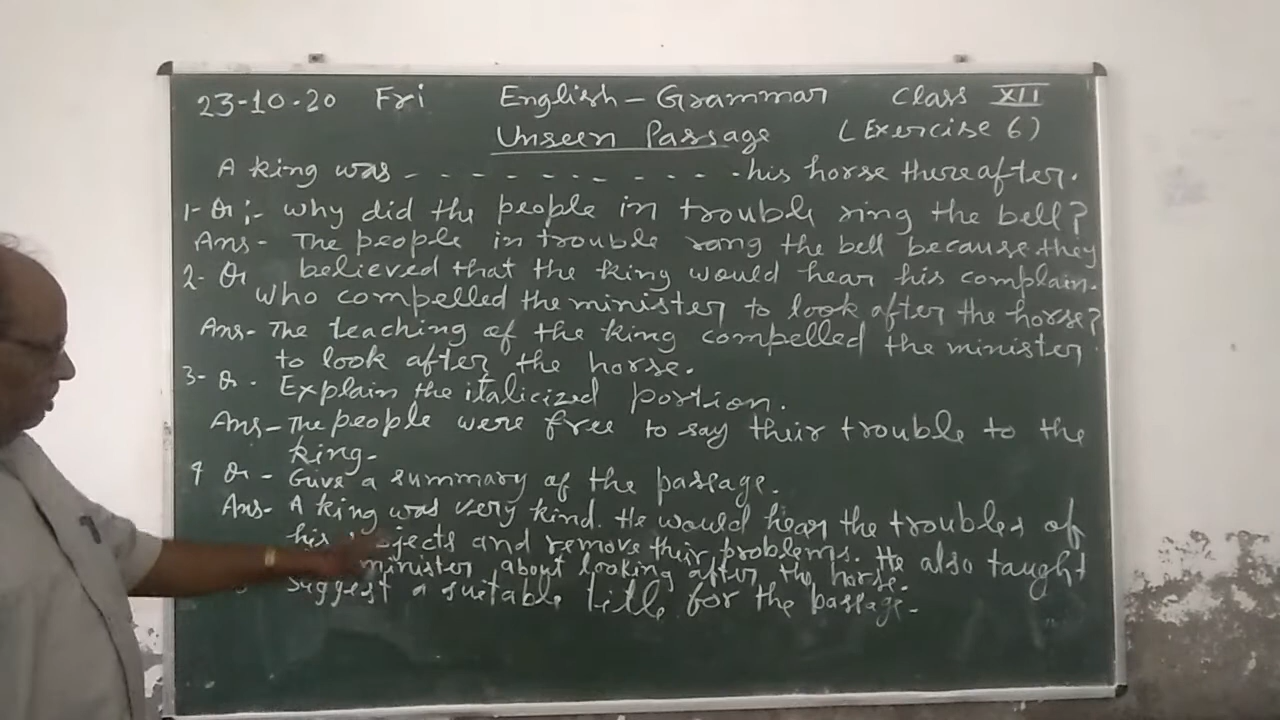 23-10-20 Fri English - Grammar Class XII
Unseen Passage (Exercise 6)
A king was - - - - - - - - - - - his horse thereafter.
1- Q :- Why did the people in trouble ring the bell?
Ans - The people in trouble rang the bell because they
believed that the king would hear his complain.
2- Q Who compelled the minister to look after the horse?
Ans- The teaching of the king compelled the minister
to look after the horse.
3- Q. Explain the italicized portion.
Ans- The people were free to say their trouble to the
king.
4 Q - Guve a summary of the passage.
Ans- A king was very kind. He would hear the troubles of
his and remove their problems. He also taught
minister about looking after the horse.
Suggest a suitable title for the passage.